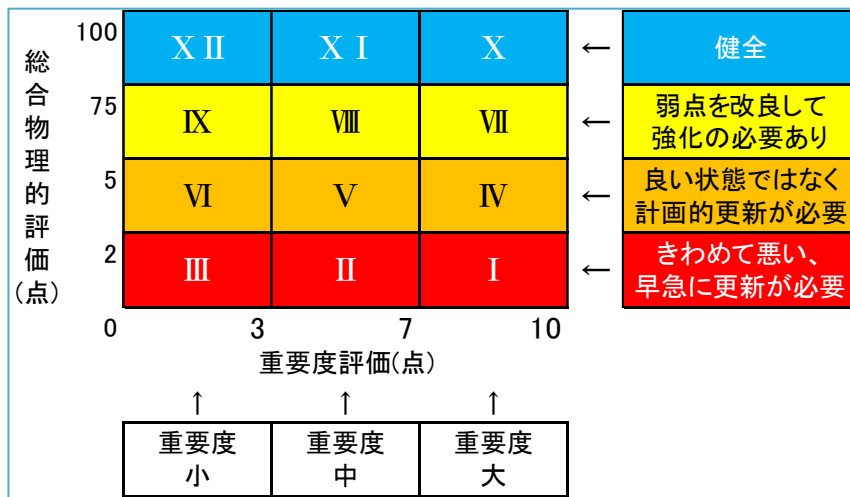 総合物理的評価(点)
100
ⅩⅡ ⅩⅠ Ⅹ
← 健全
75
Ⅸ Ⅷ Ⅶ
← 弱点を改良して
強化の必要あり
5
Ⅵ Ⅴ Ⅳ
← 良い状態ではなく
計画的更新が必要
2
Ⅲ Ⅱ Ⅰ
← きわめて悪い、
早急に更新が必要
0 3 7 10
重要度評価(点)
↑ ↑ ↑
重要度 重要度 重要度
小 中 大